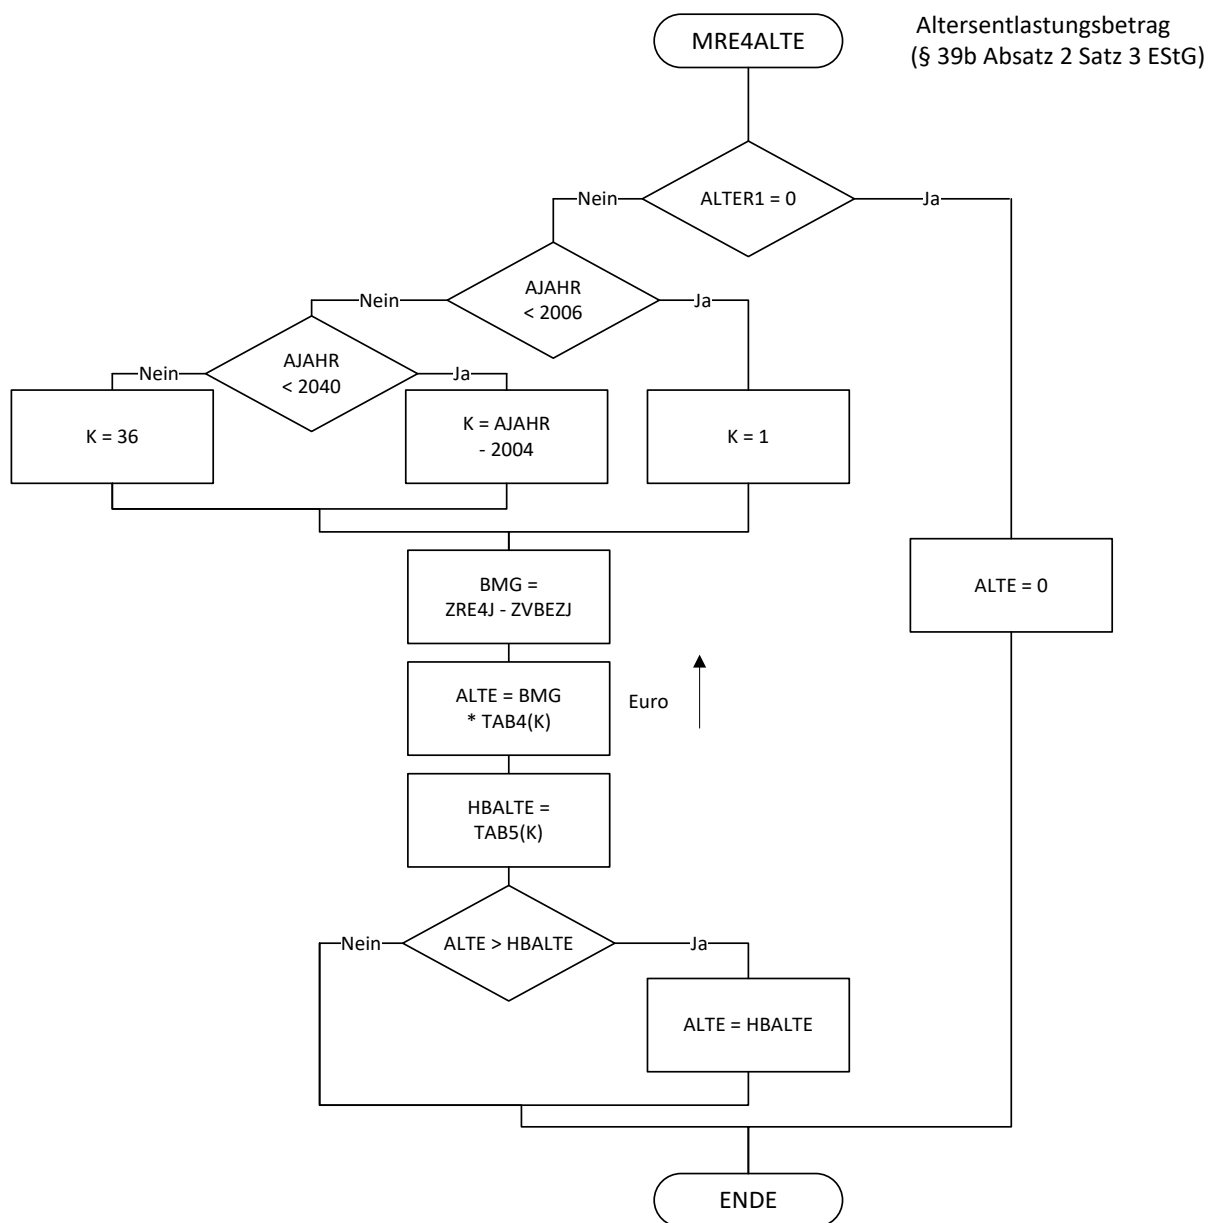 MRE4ALTE
Altersentlastungsbetrag
(§ 39b Absatz 2 Satz 3 EStG)
Nein
ALTER1 = 0
Ja
Nein
AJAHR
< 2006
Ja
Nein
AJAHR
< 2040
Ja
K = 36
K = AJAHR
- 2004
K = 1
BMG =
ZRE4J - ZVBEZJ
ALTE = 0
ALTE = BMG
* TAB4(K)
Euro
HBALTE =
TAB5(K)
Nein
ALTE > HBALTE
Ja
ALTE = HBALTE
ENDE